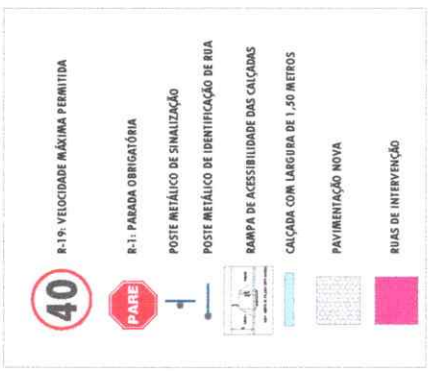 40
R-19: VELOCIDADE MÁXIMA PERMITIDA
PARE
R-1: PARADA OBRIGATÓRIA
POSTE METÁLICO DE SINALIZAÇÃO
POSTE METÁLICO DE IDENTIFICAÇÃO DE RUA
RAMPA DE ACESSIBILIDADE DAS CALÇADAS
CALÇADA COM LARGURA DE 1,50 METROS
PAVIMENTAÇÃO NOVA
RUAS DE INTERVENÇÃO